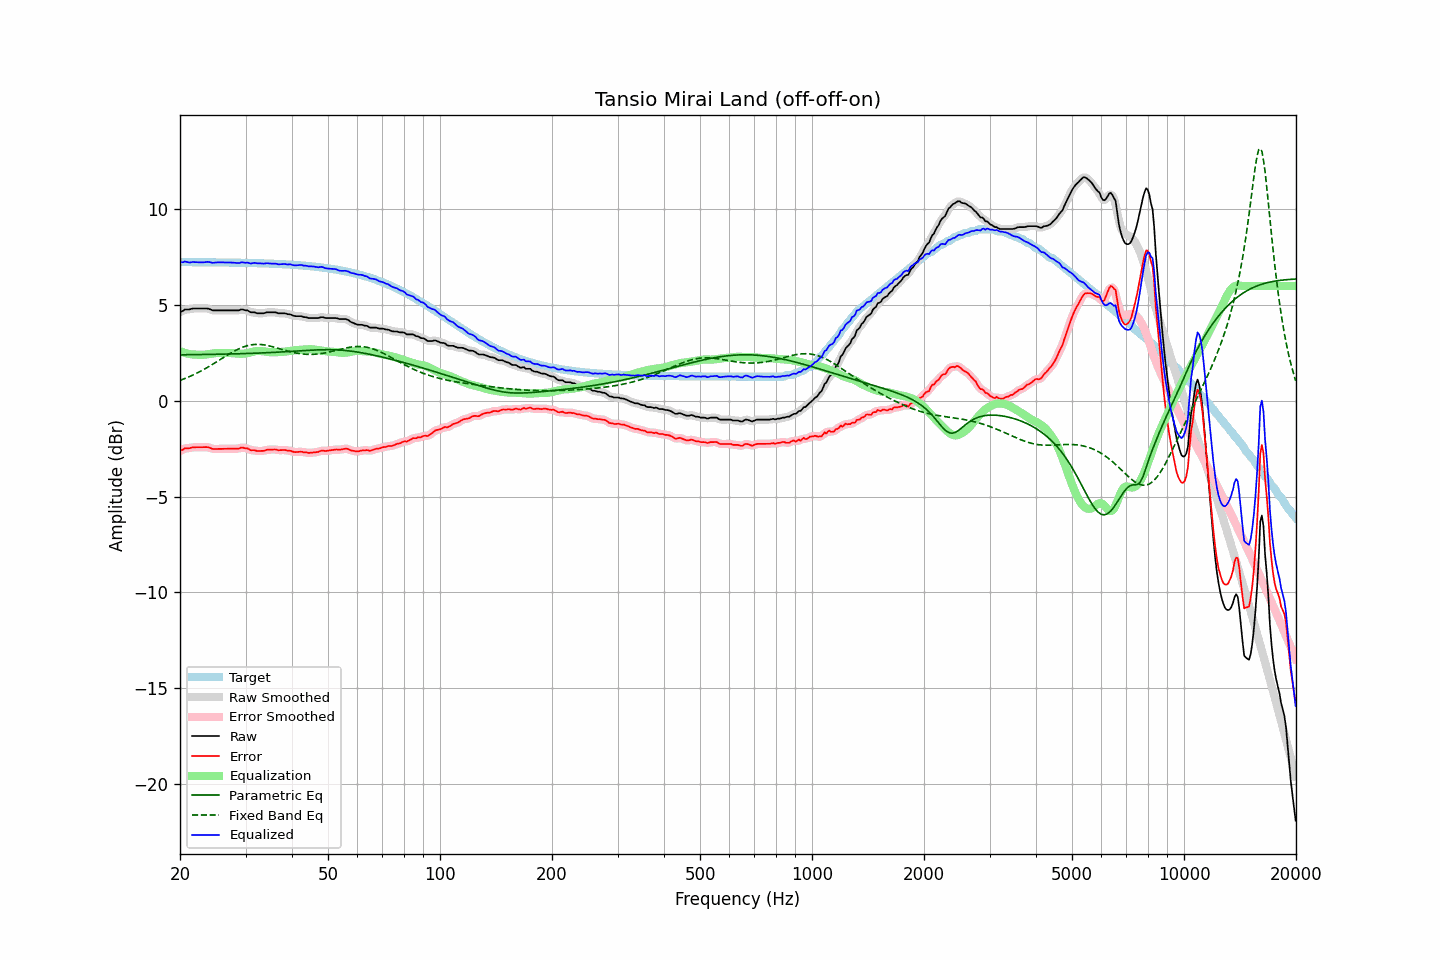 Tansio Mirai Land (off-off-on)
Amplitude (dBr)
10
5
0
−5
−10
−15
−20
Target
Raw Smoothed
Error Smoothed
Raw
Error
Equalization
Parametric Eq
Fixed Band Eq
Equalized
20
50
100
200
500
1000
2000
5000
10000
20000
Frequency (Hz)